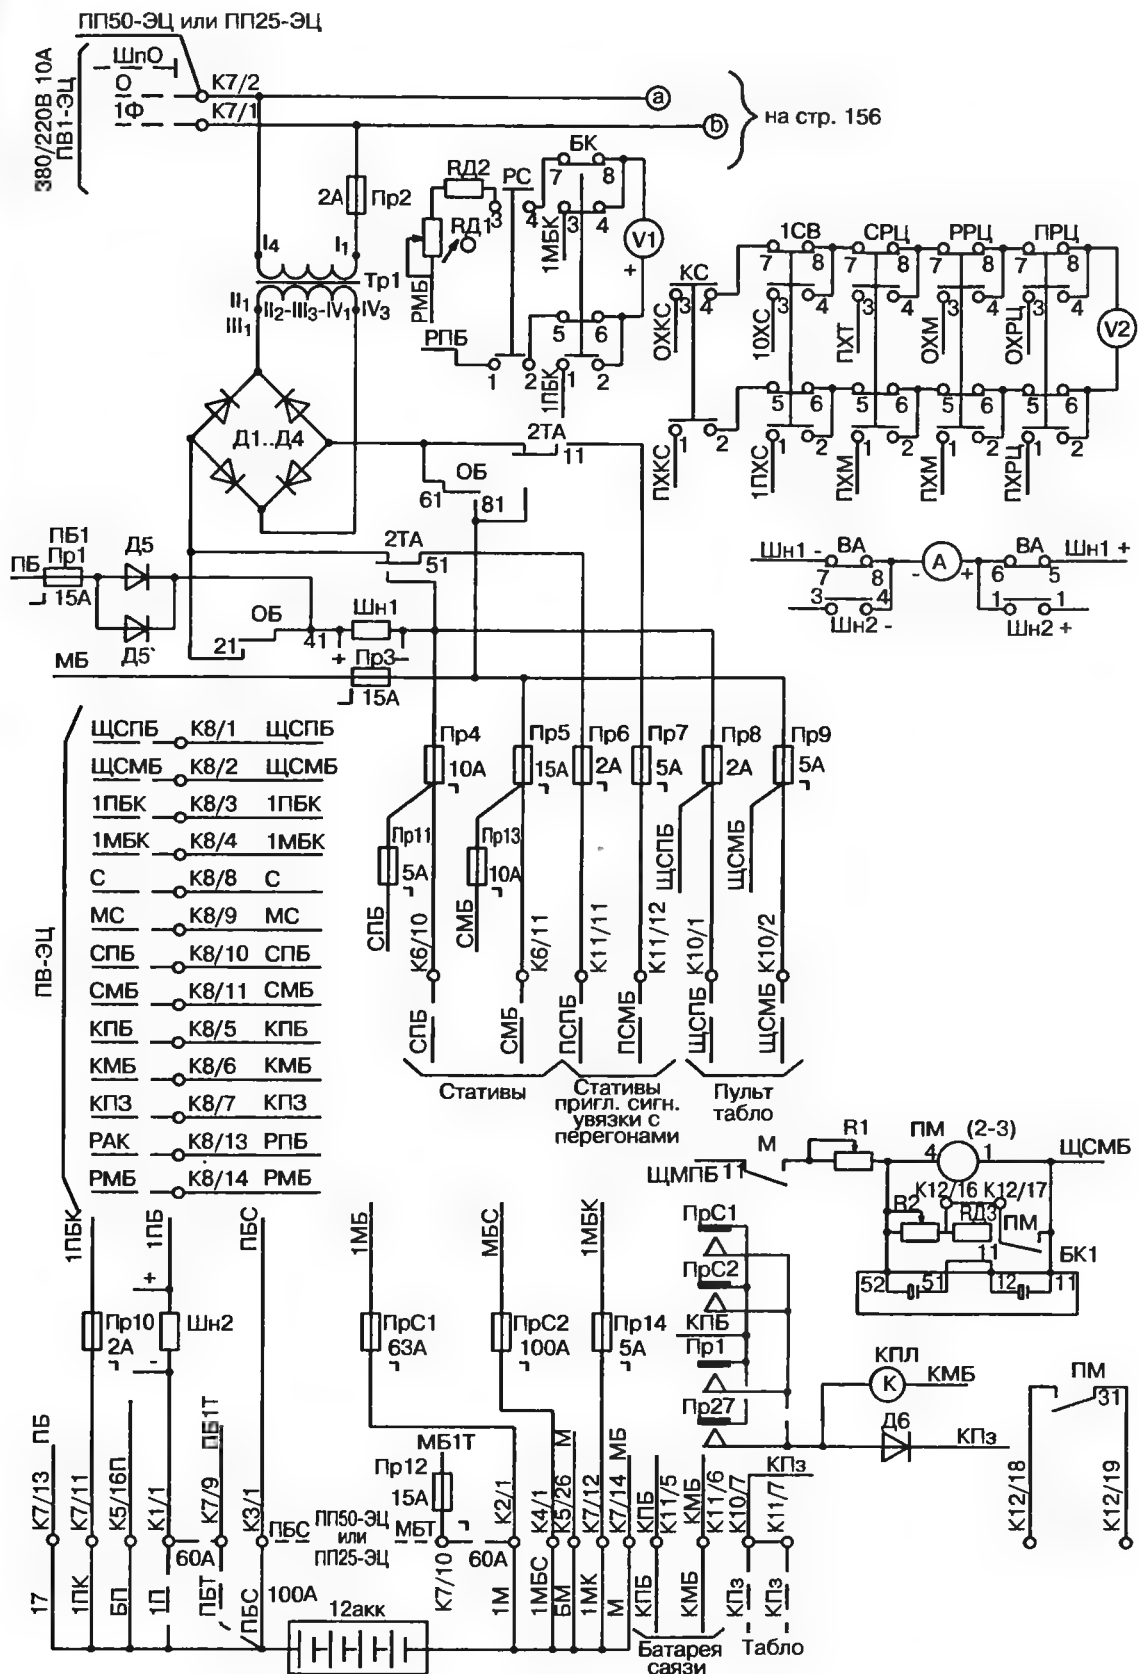 ПП50-ЭЦ или ПП25-ЭЦ
380/220В 10А
ПВ1-ЭЦ
ШпО
О
К7/2
1Ф
К7/1
а
b
на стр. 156
2А
Пр2
I4
I1
Тр1
II1
III1
II2-III3-IV1
IV3
Д1..Д4
RД2
RД1
РМБ
РПБ
РС
3
4
1
2
БК
7
8
3
4
1МБК
5
6
1
2
1ПБК
V1
+
КС
3
4
ОХКС
1
2
ПХКС
1СВ
СРЦ
РРЦ
ПРЦ
7
8
7
8
7
8
7
8
3
4
3
4
3
4
3
4
10ХС
ПХТ
ОХМ
ОХРЦ
V2
5
6
5
6
5
6
5
6
1
2
1
2
1
2
1
2
1ПХС
ПХМ
ПХМ
ПХРЦ
2ТА
11
ОБ
61
81
2ТА
51
ПБ1
ПБ
Пр1
15А
Д5
Д5`
ОБ
21
41
Шн1
+
-
Пр3
15А
МБ
Шн1 -
ВА
7
8
3
4
Шн2 -
-
А
+
ВА
Шн1 +
6
5
1
1
Шн2 +
ПВ-ЭЦ
ЩСПБ К8/1 ЩСПБ
ЩСМБ К8/2 ЩСМБ
1ПБК К8/3 1ПБК
1МБК К8/4 1МБК
С К8/8 С
МС К8/9 МС
СПБ К8/10 СПБ
СМБ К8/11 СМБ
КПБ К8/5 КПБ
КМБ К8/6 КМБ
КПЗ К8/7 КПЗ
РАК К8/13 РПБ
РМБ К8/14 РМБ
Пр4
10А
Пр5
15А
Пр6
2А
Пр7
5А
Пр8
2А
Пр9
5А
Пр11
5А
Пр13
10А
СПБ
СМБ
ЩСПБ
ЩСМБ
К6/10
К6/11
К11/11
К11/12
К10/1
К10/2
СПБ
СМБ
ПСПБ
ПСМБ
ЩСПБ
ЩСМБ
Стативы
Стативы
пригл. сигн.
увязки с
перегонами
Пульт
табло
ЩМПБ
11
М
R1
ПМ
(2-3)
4
1
ЩСМБ
К12/16
К12/17
R2
RД3
ПМ
11
БК1
52
51
12
11
1ПБК
1ПБ
ПБС
1МБ
МБС
1МБК
+
Пр10
2А
Шн2
-
ПрС1
63А
ПрС2
100А
Пр14
5А
ПрС1
ПрС2
КПБ
Пр1
Пр27
КПЛ
К
КМБ
Д6
КПз
ПМ
31
К12/18
К12/19
ПБ
К7/13
К7/11
К5/16П
К1/1
ПБ1Т
К7/9
К3/1
МБ1Т
Пр12
15А
К7/10
К2/1
К4/1
М
К5/26
К7/12
МБ
К7/14
КПБ
К11/5
КМБ
К11/6
К10/7
КПз
К11/7
60А
ПБС
ПП50-ЭЦ
или
ПП25-ЭЦ
МБТ
60А
17
1ПК
БП
1П
ПБТ
ПБС
100А
12акк
1М
1МБС
БМ
1МК
М
КПБ
КМБ
КПз
КПз
Батарея
саязи
Табло